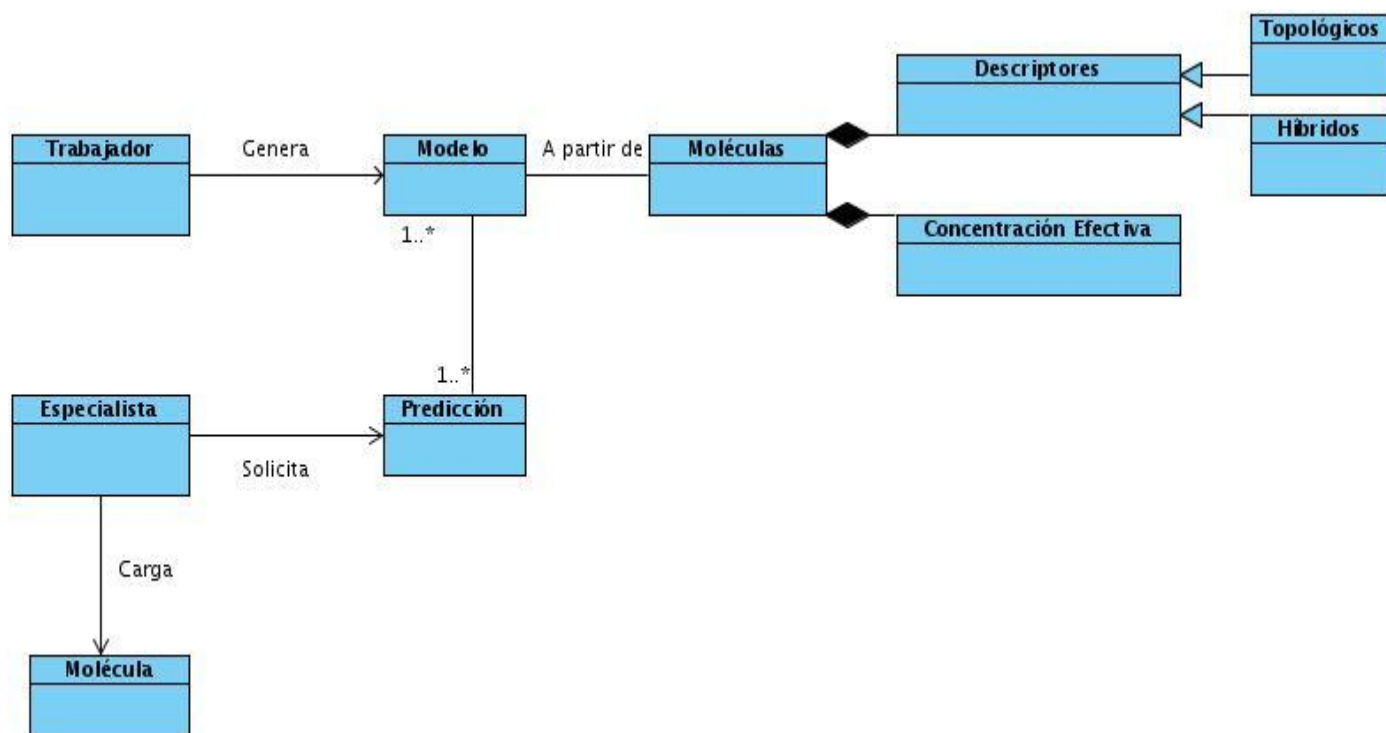 Topológicos
Descriptores
Híbridos
Trabajador
Genera
Modelo
A partir de
Moléculas
1..*
Concentración Efectiva
1..*
Especialista
Predicción
Solicita
Carga
Molécula